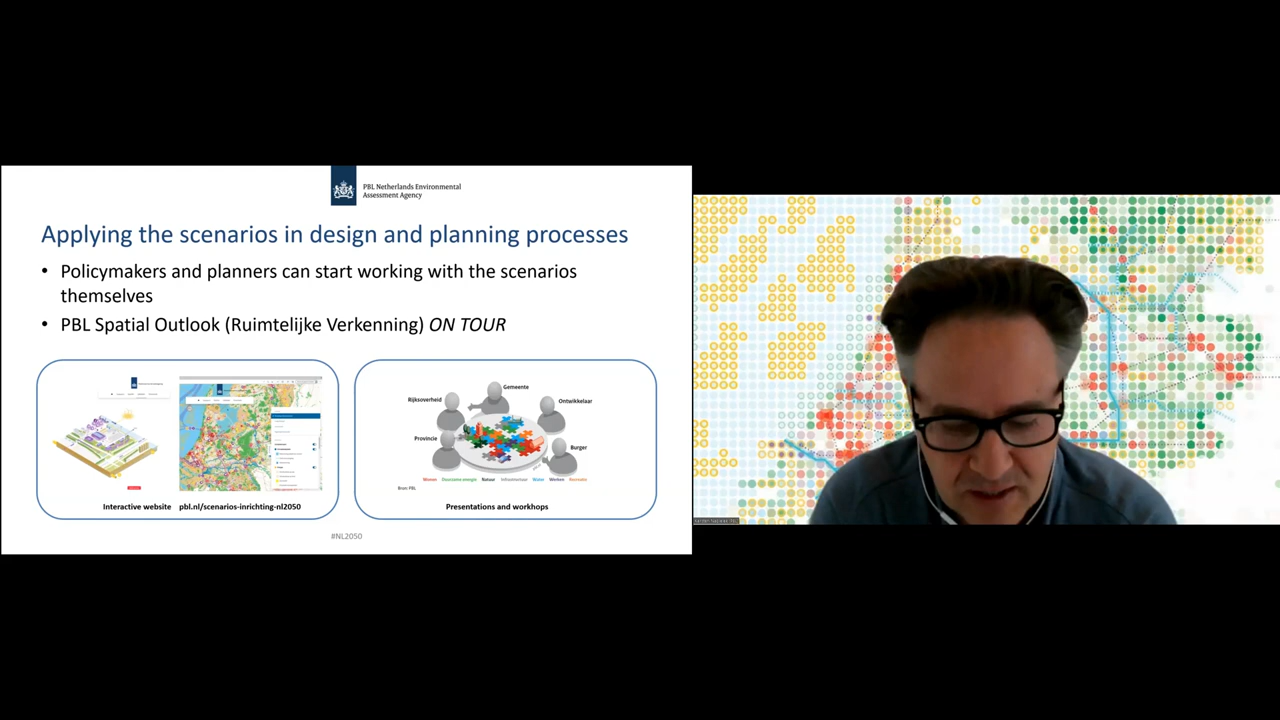 PBL Netherlands Environmental
Assessment Agency
Applying the scenarios in design and planning processes
• Policymakers and planners can start working with the scenarios
themselves
• PBL Spatial Outlook (Ruimtelijke Verkenning) ON TOUR
Gemeente
Rijksoverheid
Ontwikkelaar
Provincie
Burger
Wonen Duurzame energie Natuur Infrastructuur Water Werken Recreatie
Bron: PBL
Interactive website pbl.nl/scenarios-inrichting-nl2050
Presentations and workhops
#NL2050